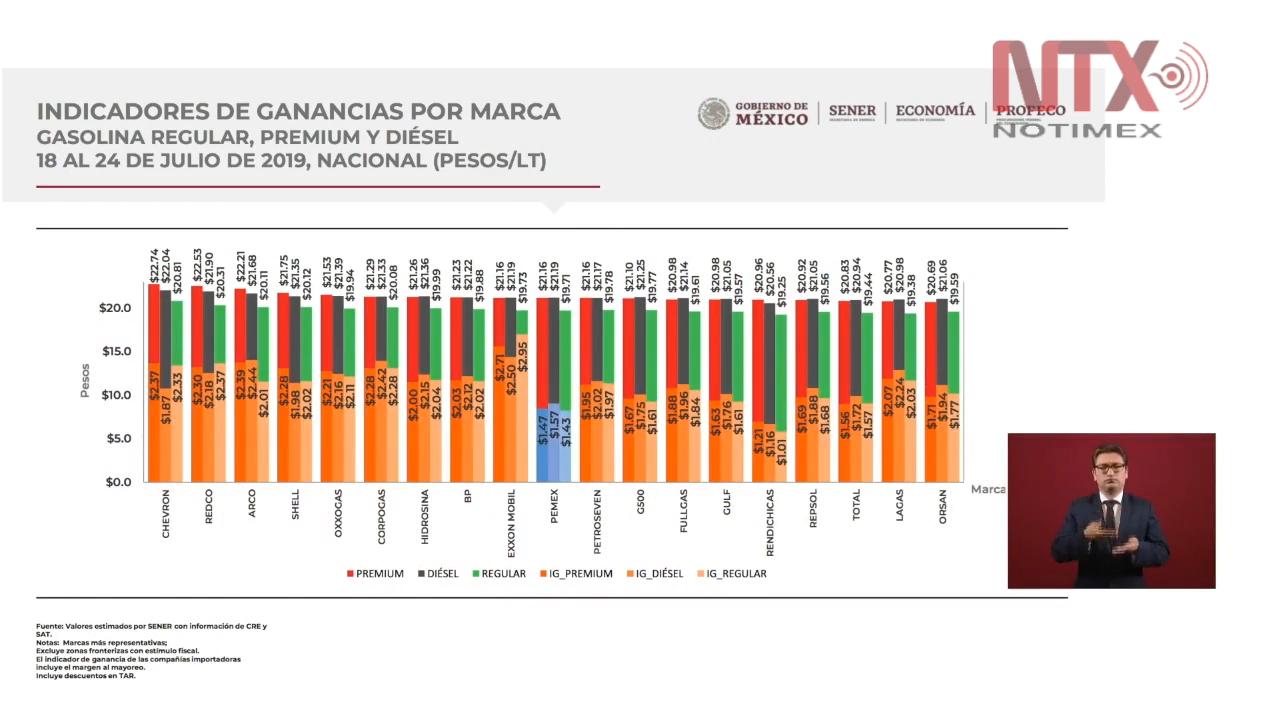 NTX
NOTIMEX
INDICADORES DE GANANCIAS POR MARCA
GASOLINA REGULAR, PREMIUM Y DIÉSEL
18 AL 24 DE JULIO DE 2019, NACIONAL (PESOS/LT)
GOBIERNO DE
MÉXICO
SENER
ECONOMÍA
PROFECO
Pesos
$20.0
$15.0
$10.0
$5.0
$0.0
$22.74 $22.04 $20.81
$22.53 $21.90 $20.31
$22.21 $21.68 $20.11
$21.75 $21.35 $20.12
$21.53 $21.39 $19.94
$21.29 $21.33 $20.08
$21.26 $21.36 $19.99
$21.23 $21.22 $19.88
$21.16 $21.19 $19.73
$21.16 $21.19 $19.71
$21.16 $21.17 $19.78
$21.10 $21.25 $19.77
$20.98 $21.14 $19.61
$20.98 $21.05 $19.57
$20.96 $20.56 $19.25
$20.92 $21.05 $19.56
$20.83 $20.94 $19.44
$20.77 $20.98 $19.38
$20.69 $21.06 $19.59
$2.37 $1.87 $2.33
$2.30 $2.18 $2.37
$2.39 $2.44 $2.01
$2.28 $1.98 $2.02
$2.21 $2.16 $2.11
$2.28 $2.42 $2.28
$2.00 $2.15 $2.04
$2.03 $2.12 $2.02
$2.71 $2.50 $2.95
$1.47 $1.57 $1.43
$1.95 $2.02 $1.97
$1.67 $1.75 $1.61
$1.88 $1.96 $1.84
$1.63 $1.76 $1.61
$1.21 $1.16 $1.01
$1.69 $1.88 $1.68
$1.56 $1.72 $1.57
$2.07 $2.24 $2.03
$1.71 $1.94 $1.77
CHEVRON
REDCO
ARCO
SHELL
OXXOGAS
CORPOGAS
HIDROSINA
BP
EXXON MOBIL
PEMEX
PETROSEVEN
G500
FULLGAS
GULF
RENDICHICAS
REPSOL
TOTAL
LAGAS
ORSAN
Marca
PREMIUM DIÉSEL REGULAR IG_PREMIUM IG_DIÉSEL IG_REGULAR
Fuente: Valores estimados por SENER con información de CRE y
SAT.
Notas: Marcas más representativas;
Excluye zonas fronterizas con estímulo fiscal.
El indicador de ganancia de las compañías importadoras
incluye el margen al mayoreo.
Incluye descuentos en TAR.